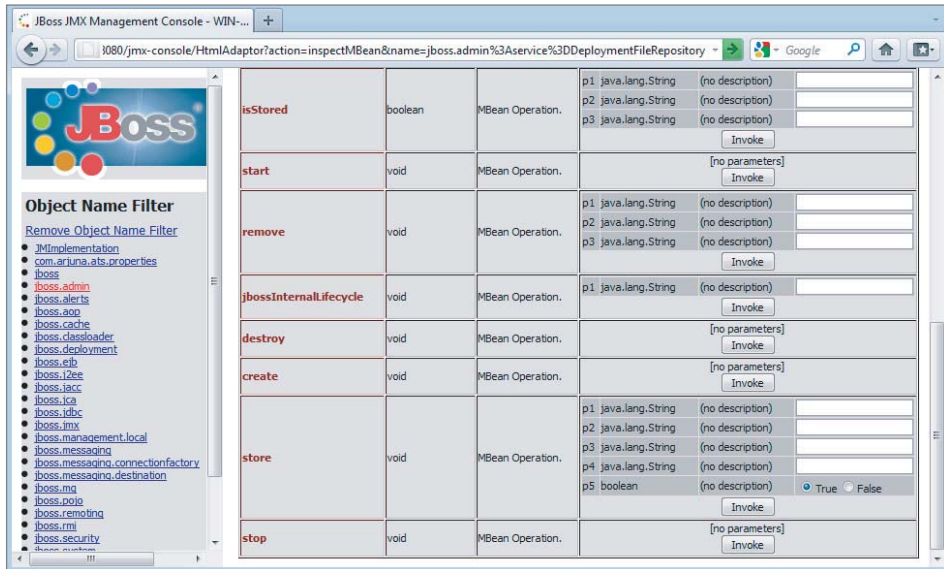 JBoss JMX Management Console - WIN-...
8080/jmx-console/HtmlAdaptor?action=inspectMBean&name=jboss.admin%3Aservice%3DDeploymentFileRepository
Google
JBoss
Object Name Filter
Remove Object Name Filter
JMImplementation
com.arjuna.ats.properties
jboss
jboss.admin
jboss.alerts
jboss.aop
jboss.cache
jboss.classloader
jboss.deployment
jboss.ejb
jboss.j2ee
jboss.jacc
jboss.jca
jboss.jdbc
jboss.jmx
jboss.management.local
jboss.messaging
jboss.messaging.connectionfactory
jboss.messaging.destination
jboss.mq
jboss.pojo
jboss.remoting
jboss.rmi
jboss.security
jboss.system
isStored boolean MBean Operation.
p1 java.lang.String (no description)
p2 java.lang.String (no description)
p3 java.lang.String (no description)
Invoke
start void MBean Operation.
[no parameters]
Invoke
remove void MBean Operation.
p1 java.lang.String (no description)
p2 java.lang.String (no description)
p3 java.lang.String (no description)
Invoke
jbossInternalLifecycle void MBean Operation.
p1 java.lang.String (no description)
Invoke
destroy void MBean Operation.
[no parameters]
Invoke
create void MBean Operation.
[no parameters]
Invoke
store void MBean Operation.
p1 java.lang.String (no description)
p2 java.lang.String (no description)
p3 java.lang.String (no description)
p4 java.lang.String (no description)
p5 boolean (no description) True False
Invoke
stop void MBean Operation.
[no parameters]
Invoke